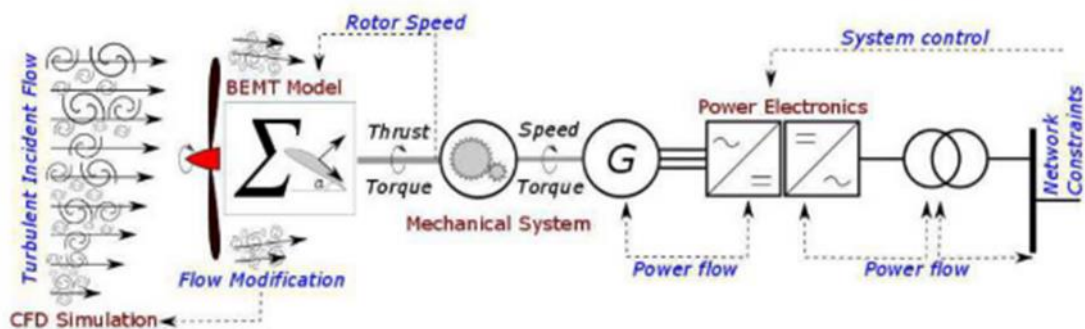 Rotor Speed
System control
Turbulent Incident Flow
BEMT Model
Power Electronics
Σ
α
Thrust
Torque
Speed
Torque
G
Network
Constraints
Mechanical System
Flow Modification
Power flow
Power flow
CFD Simulation